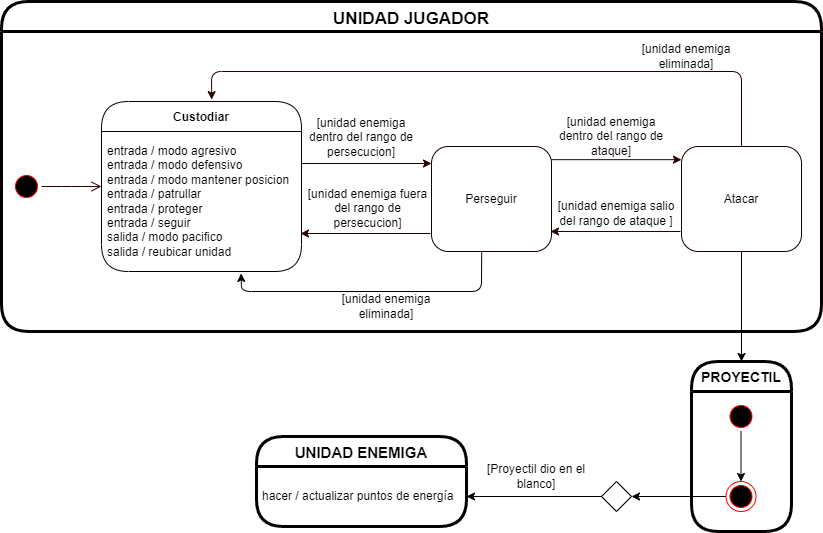 UNIDAD JUGADOR
[unidad enemiga
eliminada]
Custodiar
entrada / modo agresivo
entrada / modo defensivo
entrada / modo mantener posicion
entrada / patrullar
entrada / proteger
entrada / seguir
salida / modo pacifico
salida / reubicar unidad
[unidad enemiga
dentro del rango de
persecucion]
[unidad enemiga fuera
del rango de
persecucion]
Perseguir
[unidad enemiga
dentro del rango de
ataque]
[unidad enemiga salio
del rango de ataque ]
Atacar
[unidad enemiga
eliminada]
PROYECTIL
UNIDAD ENEMIGA
hacer / actualizar puntos de energía
[Proyectil dio en el
blanco]